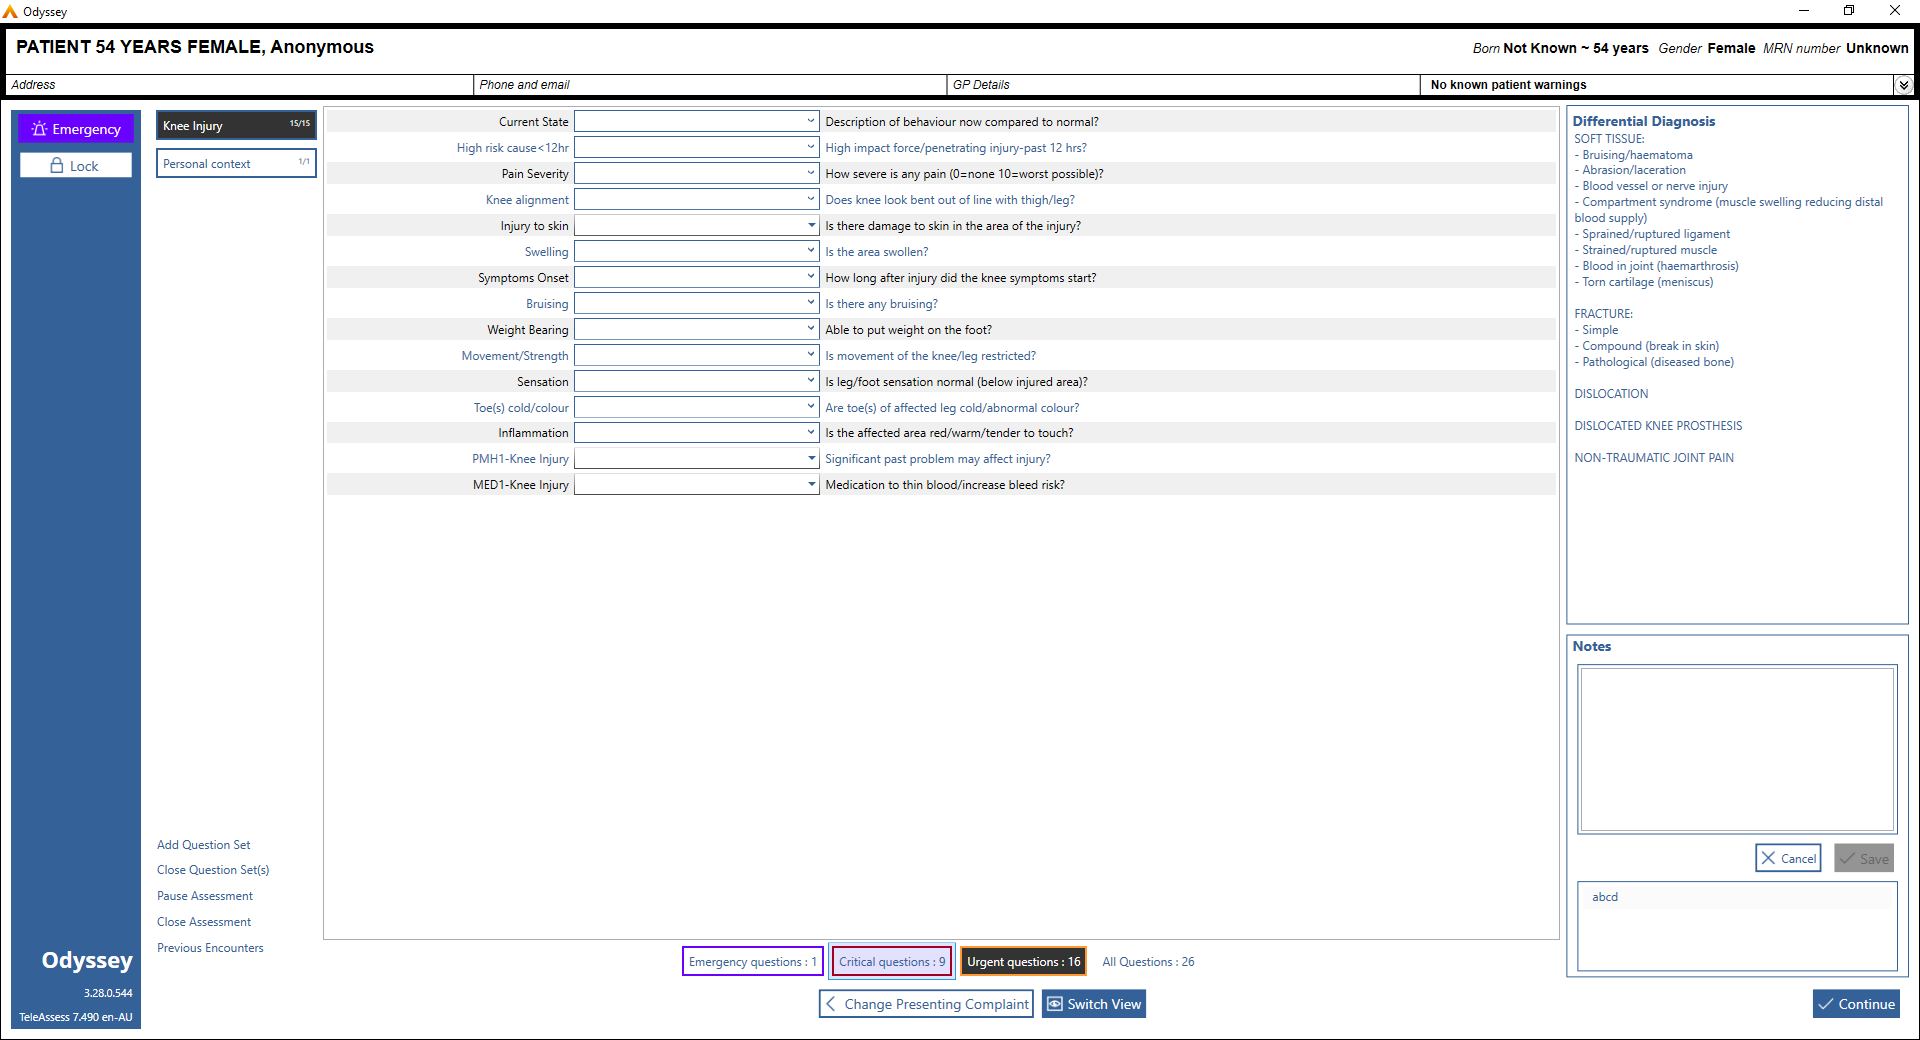 Odyssey
PATIENT 54 YEARS FEMALE, Anonymous
Born Not Known ~ 54 years Gender Female MRN number Unknown
Address
Phone and email
GP Details
No known patient warnings
Emergency
Lock
Knee Injury 15/15
Personal context 1/1
Current State Description of behaviour now compared to normal?
High risk cause<12hr High impact force/penetrating injury-past 12 hrs?
Pain Severity How severe is any pain (0=none 10=worst possible)?
Knee alignment Does knee look bent out of line with thigh/leg?
Injury to skin Is there damage to skin in the area of the injury?
Swelling Is the area swollen?
Symptoms Onset How long after injury did the knee symptoms start?
Bruising Is there any bruising?
Weight Bearing Able to put weight on the foot?
Movement/Strength Is movement of the knee/leg restricted?
Sensation Is leg/foot sensation normal (below injured area)?
Toe(s) cold/colour Are toe(s) of affected leg cold/abnormal colour?
Inflammation Is the affected area red/warm/tender to touch?
PMH1-Knee Injury Significant past problem may affect injury?
MED1-Knee Injury Medication to thin blood/increase bleed risk?
Differential Diagnosis
SOFT TISSUE:
- Bruising/haematoma
- Abrasion/laceration
- Blood vessel or nerve injury
- Compartment syndrome (muscle swelling reducing distal
blood supply)
- Sprained/ruptured ligament
- Strained/ruptured muscle
- Blood in joint (haemarthrosis)
- Torn cartilage (meniscus)
FRACTURE:
- Simple
- Compound (break in skin)
- Pathological (diseased bone)
DISLOCATION
DISLOCATED KNEE PROSTHESIS
NON-TRAUMATIC JOINT PAIN
Notes
Cancel
Save
abcd
Add Question Set
Close Question Set(s)
Pause Assessment
Close Assessment
Previous Encounters
Odyssey
3.28.0.544
TeleAssess 7.490 en-AU
Emergency questions : 1
Critical questions : 9
Urgent questions : 16
All Questions : 26
Change Presenting Complaint
Switch View
Continue